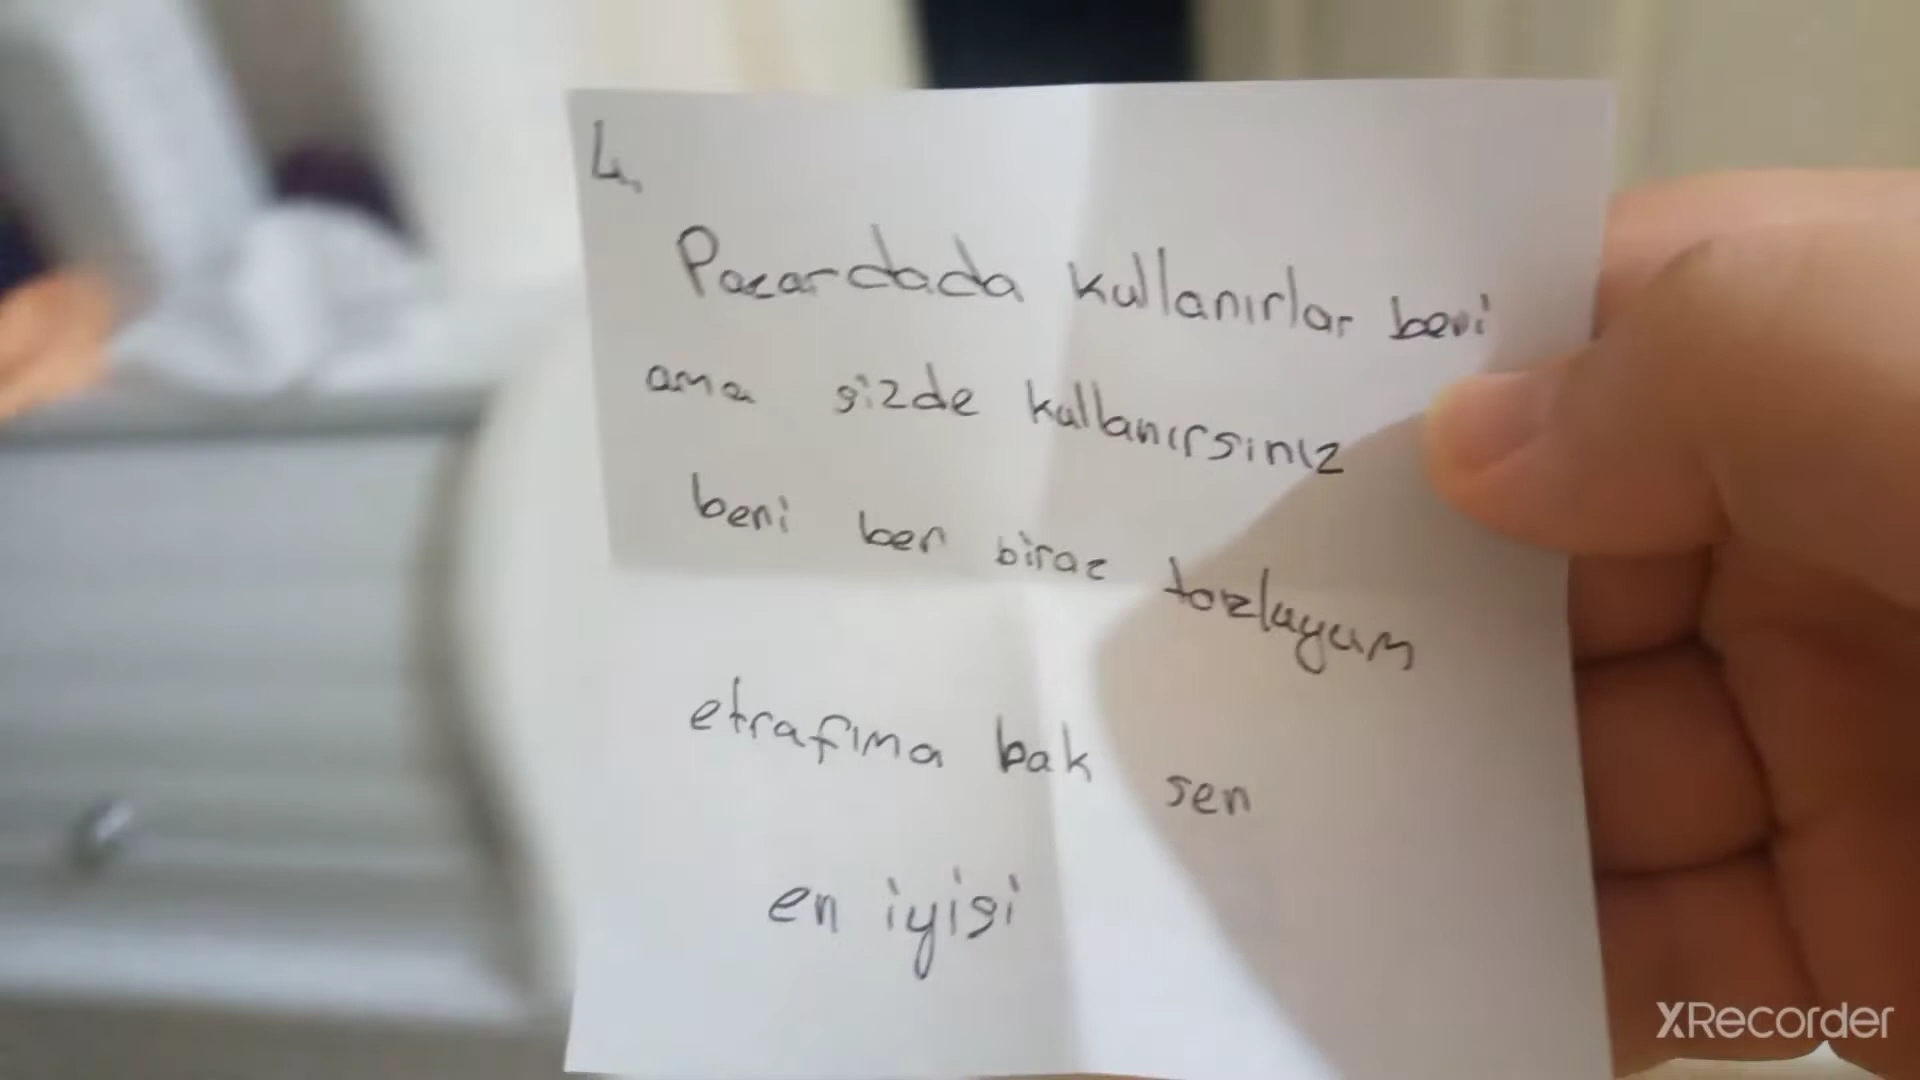 4.
Pazardada kullanırlar beni
ama sizde kullanırsınız
beni ben biraz tozluyum
etrafıma bak sen
en iyisi
XRecorder